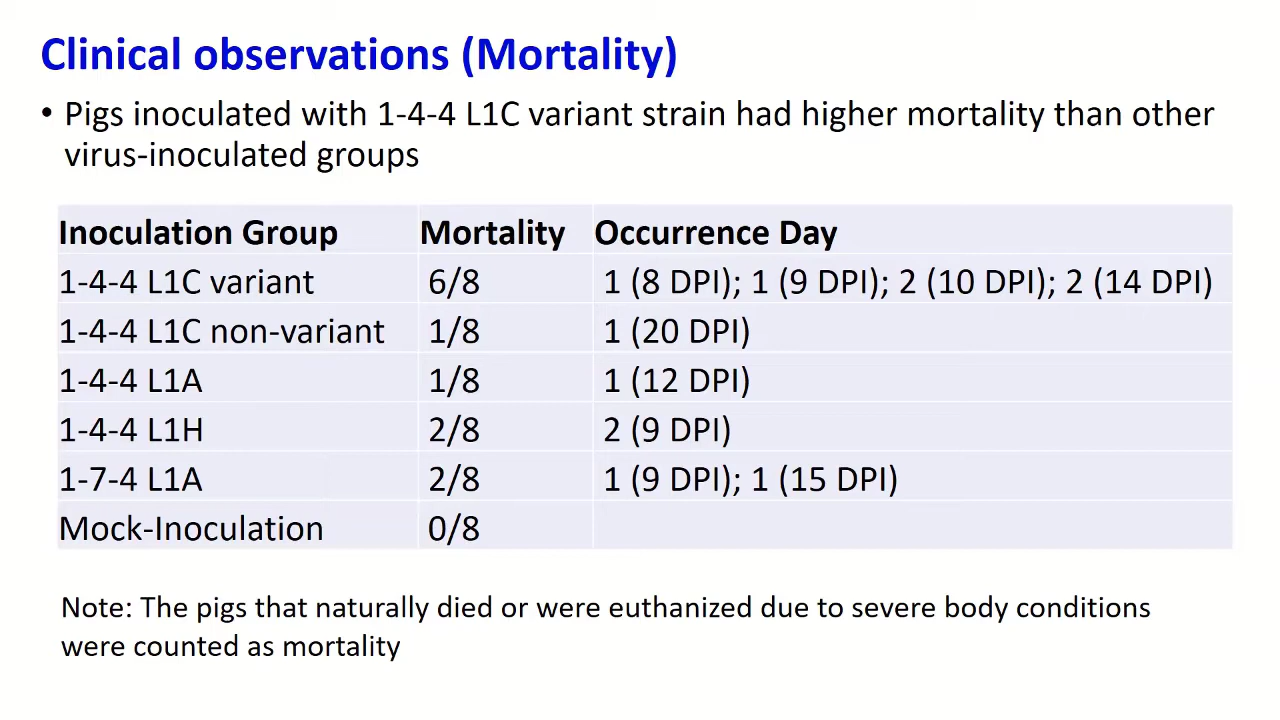 Clinical observations (Mortality)
• Pigs inoculated with 1-4-4 L1C variant strain had higher mortality than other
virus-inoculated groups
Inoculation Group Mortality Occurrence Day
1-4-4 L1C variant 6/8 1 (8 DPI); 1 (9 DPI); 2 (10 DPI); 2 (14 DPI)
1-4-4 L1C non-variant 1/8 1 (20 DPI)
1-4-4 L1A 1/8 1 (12 DPI)
1-4-4 L1H 2/8 2 (9 DPI)
1-7-4 L1A 2/8 1 (9 DPI); 1 (15 DPI)
Mock-Inoculation 0/8
Note: The pigs that naturally died or were euthanized due to severe body conditions
were counted as mortality